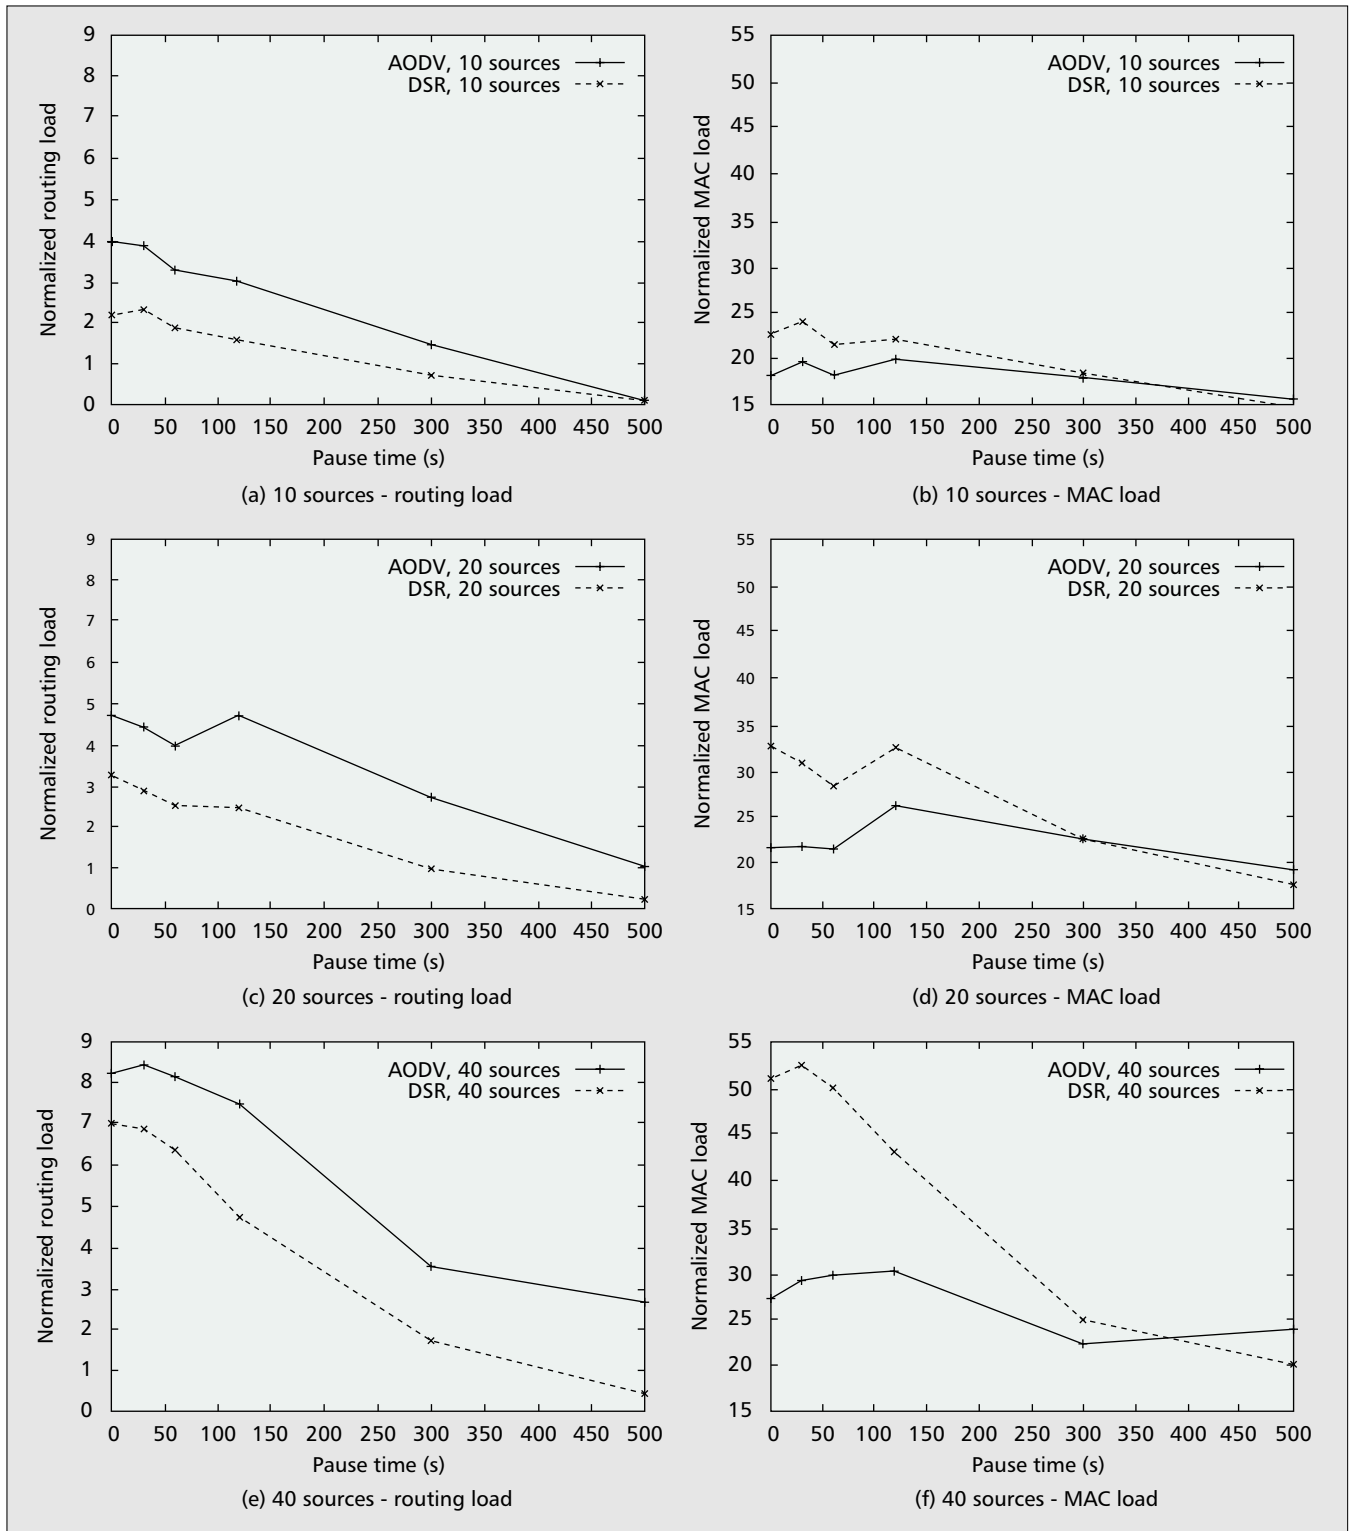 9
8
7
6
5
4
3
2
1
0
Normalized routing load
AODV, 10 sources
DSR, 10 sources
0 50 100 150 200 250 300 350 400 450 500
Pause time (s)
(a) 10 sources - routing load
55
50
45
40
35
30
25
20
15
Normalized MAC load
AODV, 10 sources
DSR, 10 sources
0 50 100 150 200 250 300 350 400 450 500
Pause time (s)
(b) 10 sources - MAC load
9
8
7
6
5
4
3
2
1
0
Normalized routing load
AODV, 20 sources
DSR, 20 sources
0 50 100 150 200 250 300 350 400 450 500
Pause time (s)
(c) 20 sources - routing load
55
50
45
40
35
30
25
20
15
Normalized MAC load
AODV, 20 sources
DSR, 20 sources
0 50 100 150 200 250 300 350 400 450 500
Pause time (s)
(d) 20 sources - MAC load
9
8
7
6
5
4
3
2
1
0
Normalized routing load
AODV, 40 sources
DSR, 40 sources
0 50 100 150 200 250 300 350 400 450 500
Pause time (s)
(e) 40 sources - routing load
55
50
45
40
35
30
25
20
15
Normalized MAC load
AODV, 40 sources
DSR, 40 sources
0 50 100 150 200 250 300 350 400 450 500
Pause time (s)
(f) 40 sources - MAC load